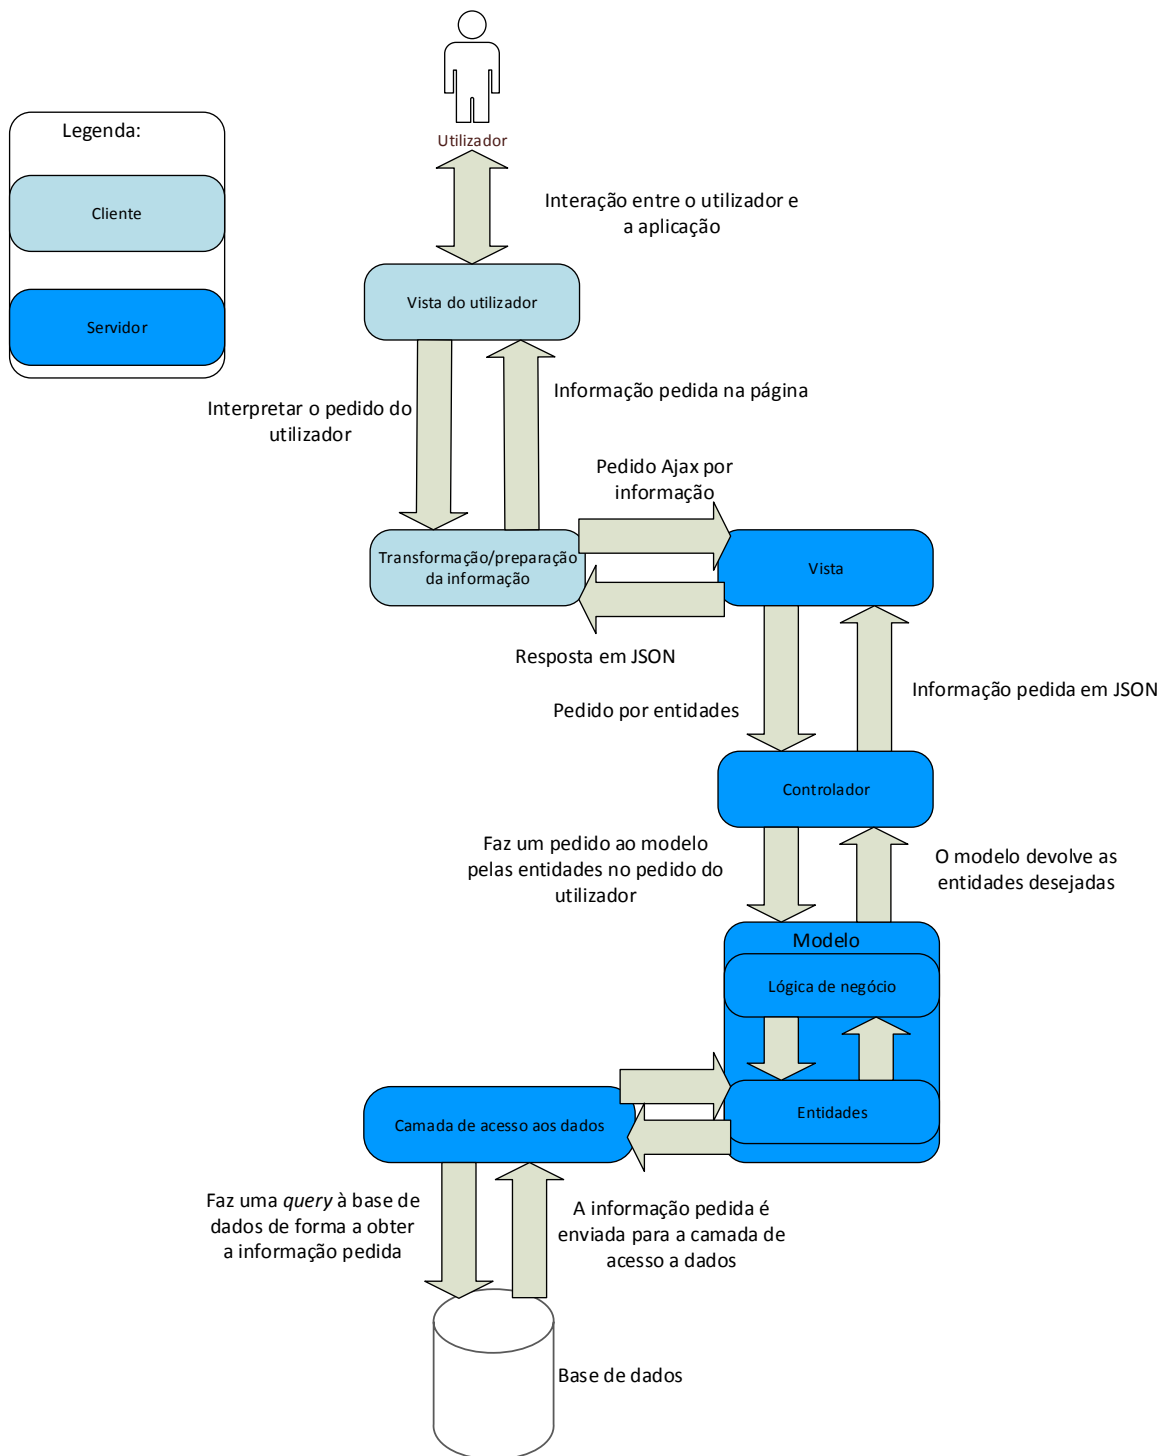 Utilizador
Legenda:
Cliente
Servidor
Interação entre o utilizador e
a aplicação
Vista do utilizador
Interpretar o pedido do
utilizador
Informação pedida na página
Pedido Ajax por
informação
Transformação/preparação
da informação
Vista
Resposta em JSON
Pedido por entidades
Informação pedida em JSON
Controlador
Faz um pedido ao modelo
pelas entidades no pedido do
utilizador
O modelo devolve as
entidades desejadas
Modelo
Lógica de negócio
Entidades
Camada de acesso aos dados
Faz uma query à base de
dados de forma a obter
a informação pedida
A informação pedida é
enviada para a camada de
acesso a dados
Base de dados